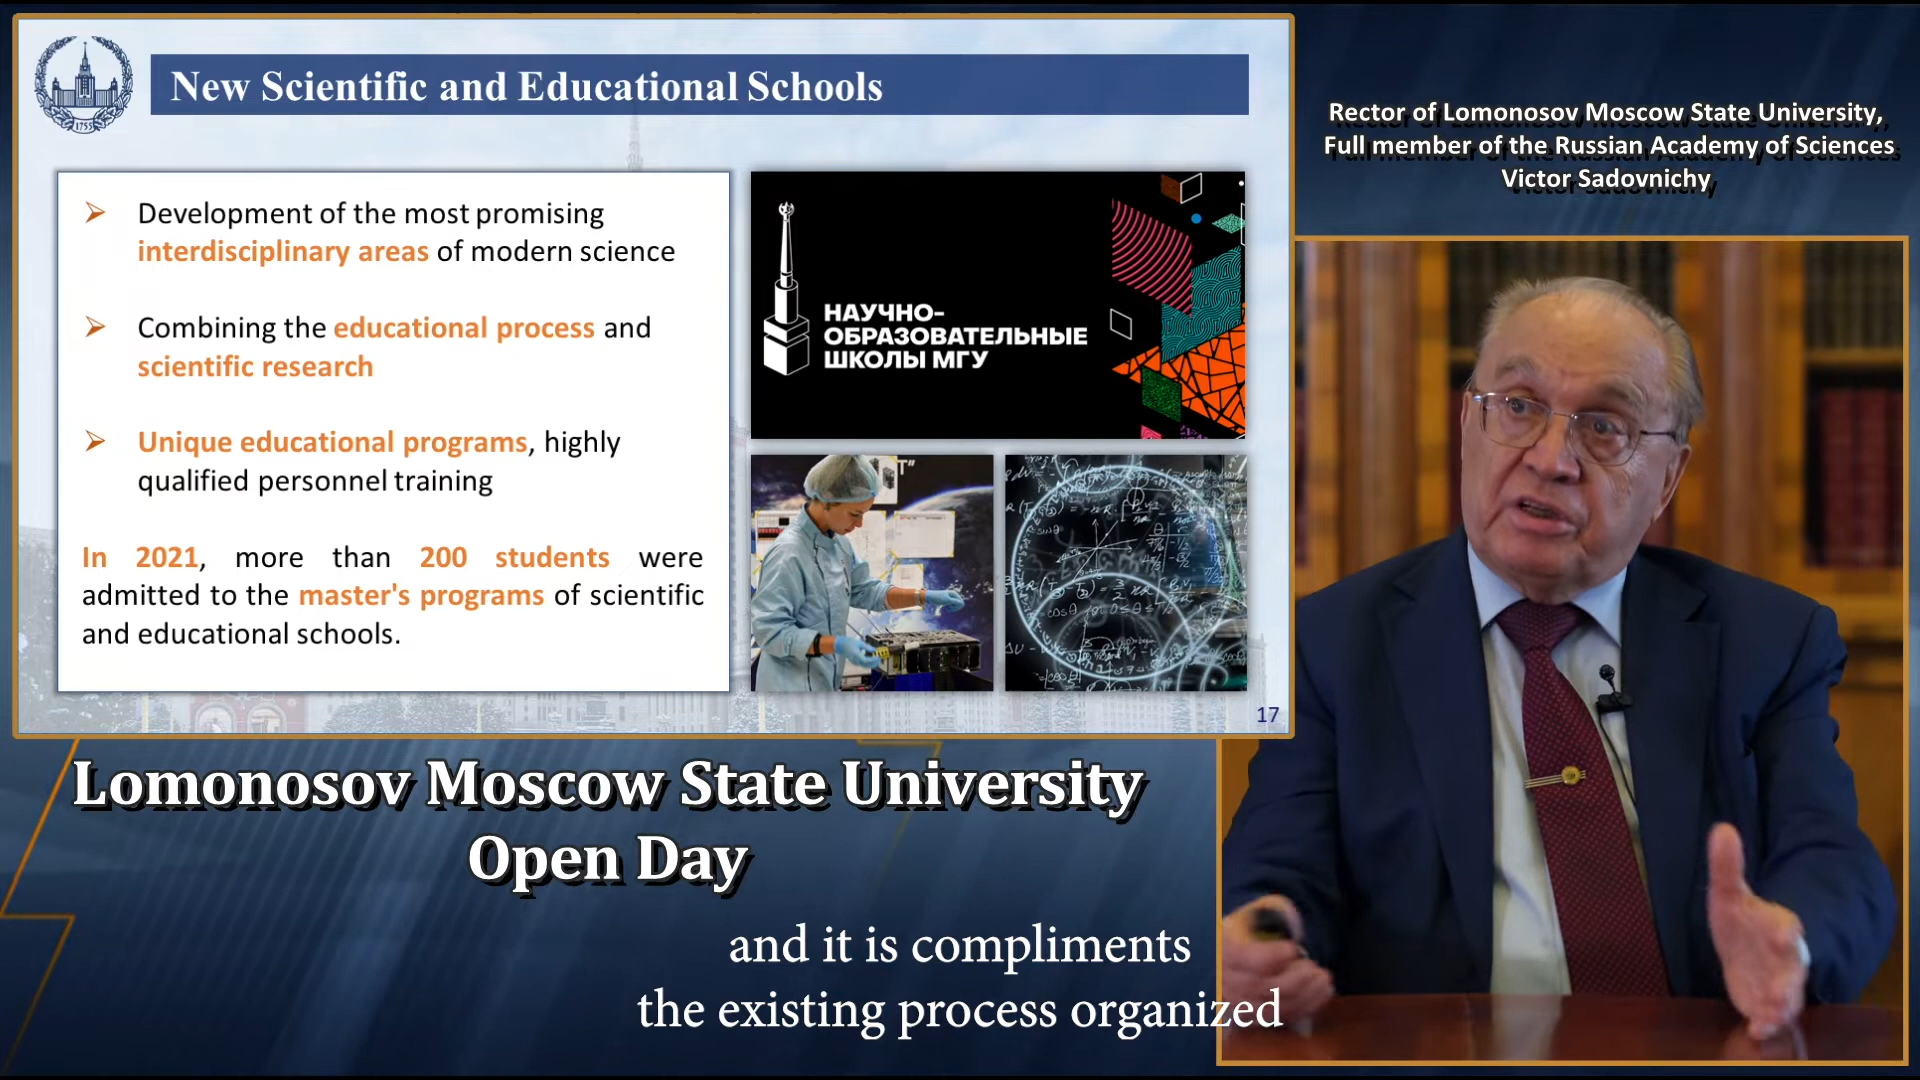 New Scientific and Educational Schools
1755
Development of the most promising
interdisciplinary areas of modern science
Combining the educational process and
scientific research
Unique educational programs, highly
qualified personnel training
In 2021, more than 200 students were
admitted to the master's programs of scientific
and educational schools.
НАУЧНО-
ОБРАЗОВАТЕЛЬНЫЕ
ШКОЛЫ МГУ
17
Rector of Lomonosov Moscow State University,
Full member of the Russian Academy of Sciences
Victor Sadovnichy
Lomonosov Moscow State University
Open Day
and it is compliments
the existing process organized